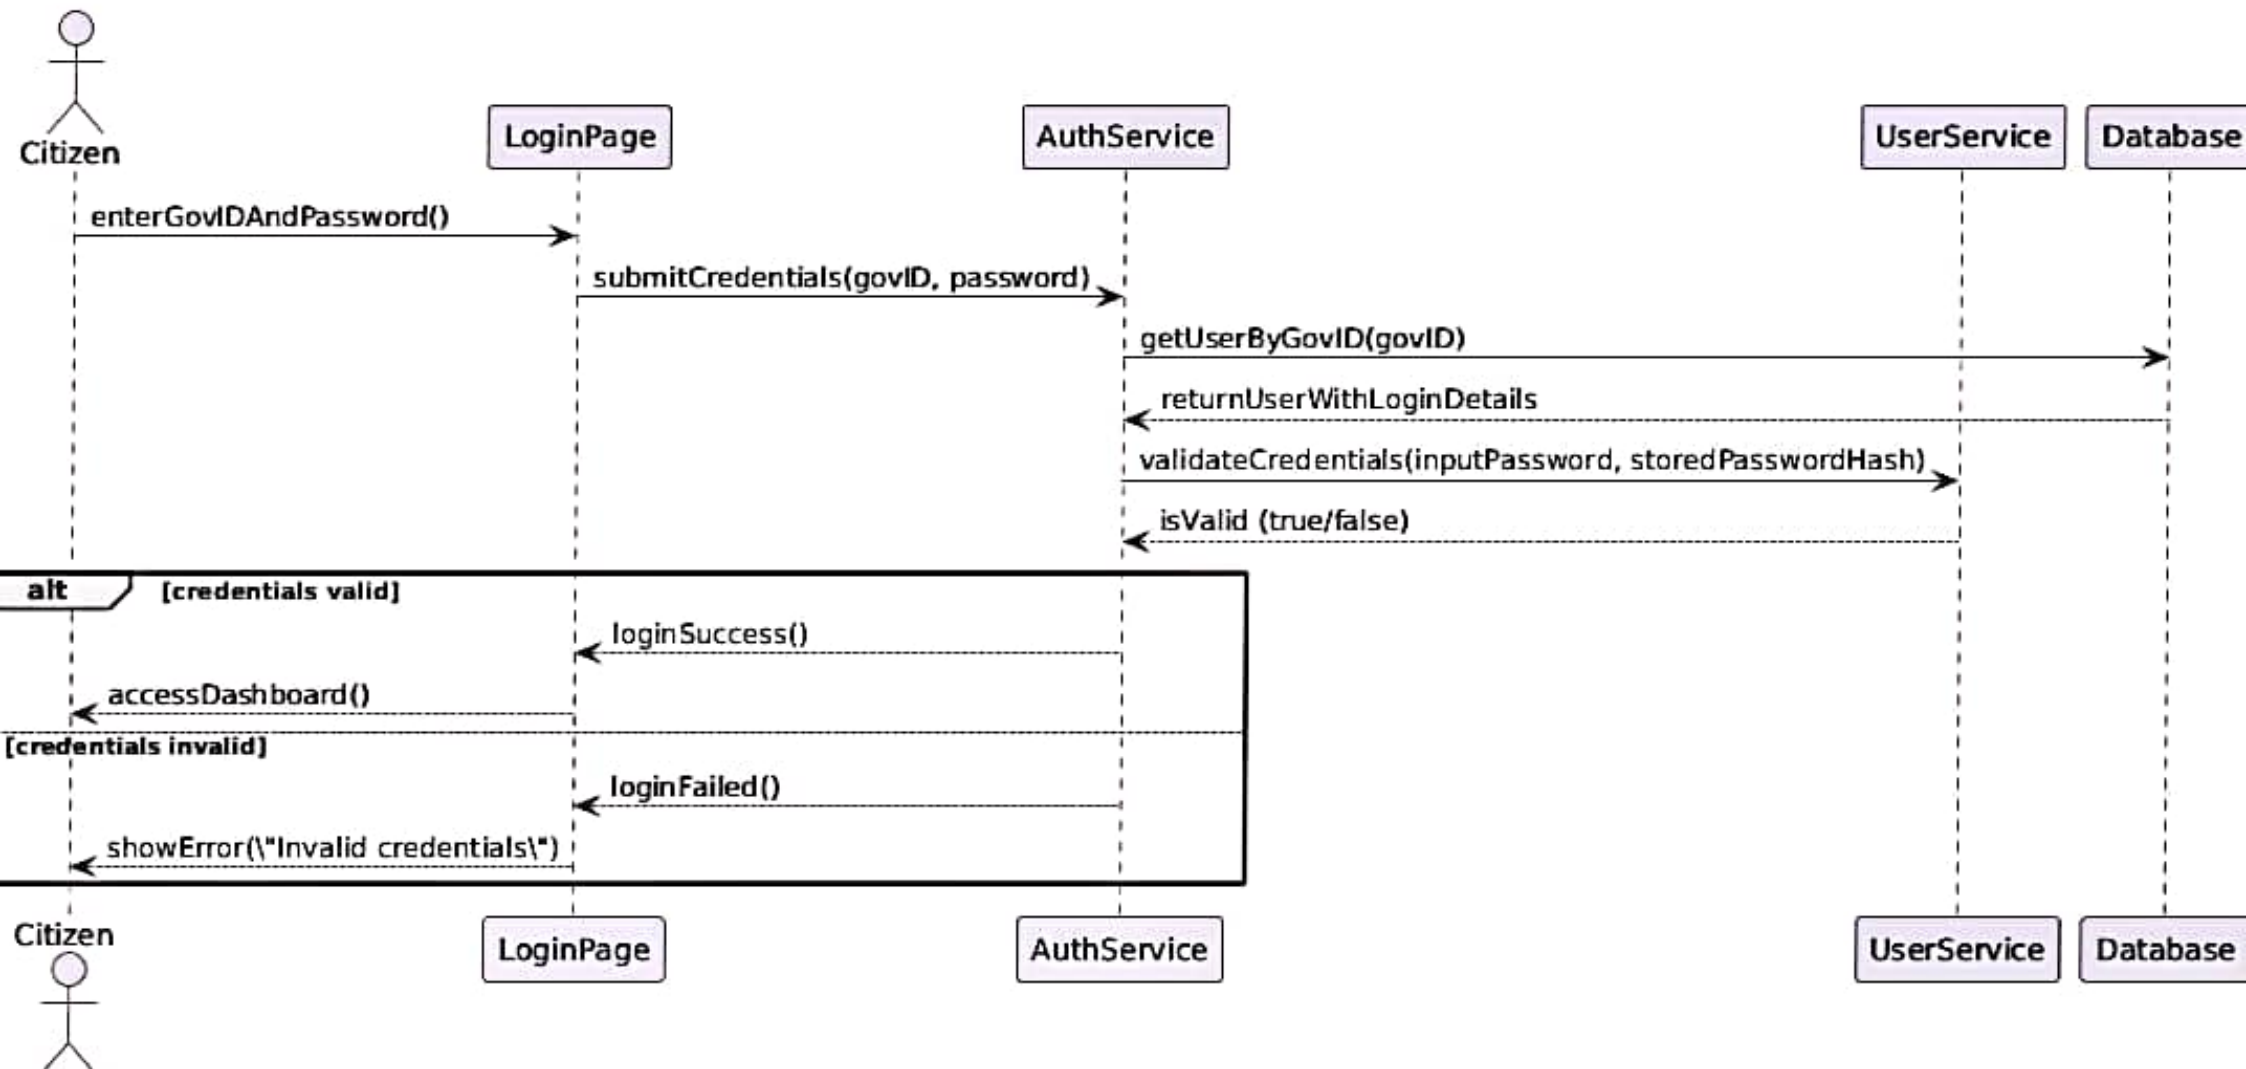 Citizen
LoginPage
AuthService
UserService
Database
enterGovIDAndPassword()
submitCredentials(govID, password)
getUserByGovID(govID)
returnUserWithLoginDetails
validateCredentials(inputPassword, storedPasswordHash)
isValid (true/false)
alt
[credentials valid]
loginSuccess()
accessDashboard()
[credentials invalid]
loginFailed()
showError(\"Invalid credentials\")
Citizen
LoginPage
AuthService
UserService
Database